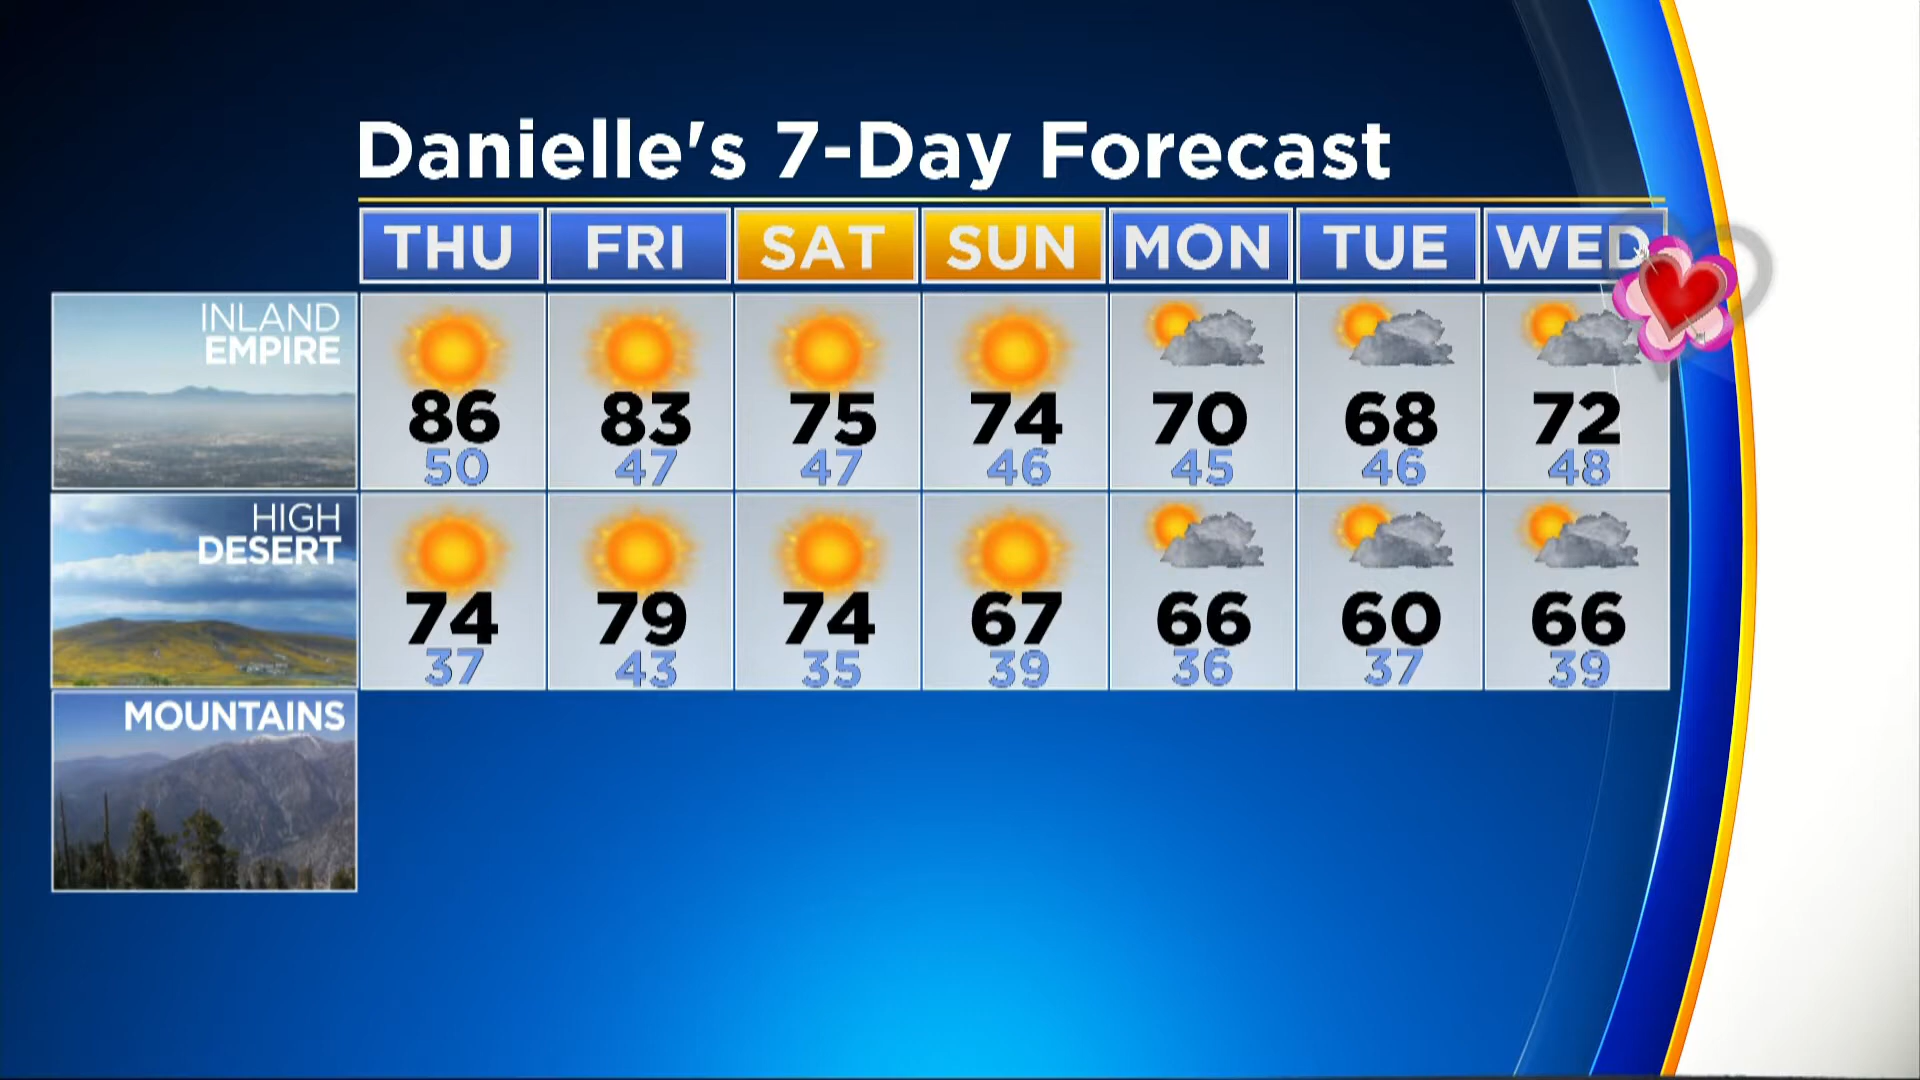 Danielle's 7-Day Forecast
THU FRI SAT SUN MON TUE WED
INLAND
EMPIRE
86 83 75 74 70 68 72
50 47 47 46 45 46 48
HIGH
DESERT
74 79 74 67 66 60 66
37 43 35 39 36 37 39
MOUNTAINS